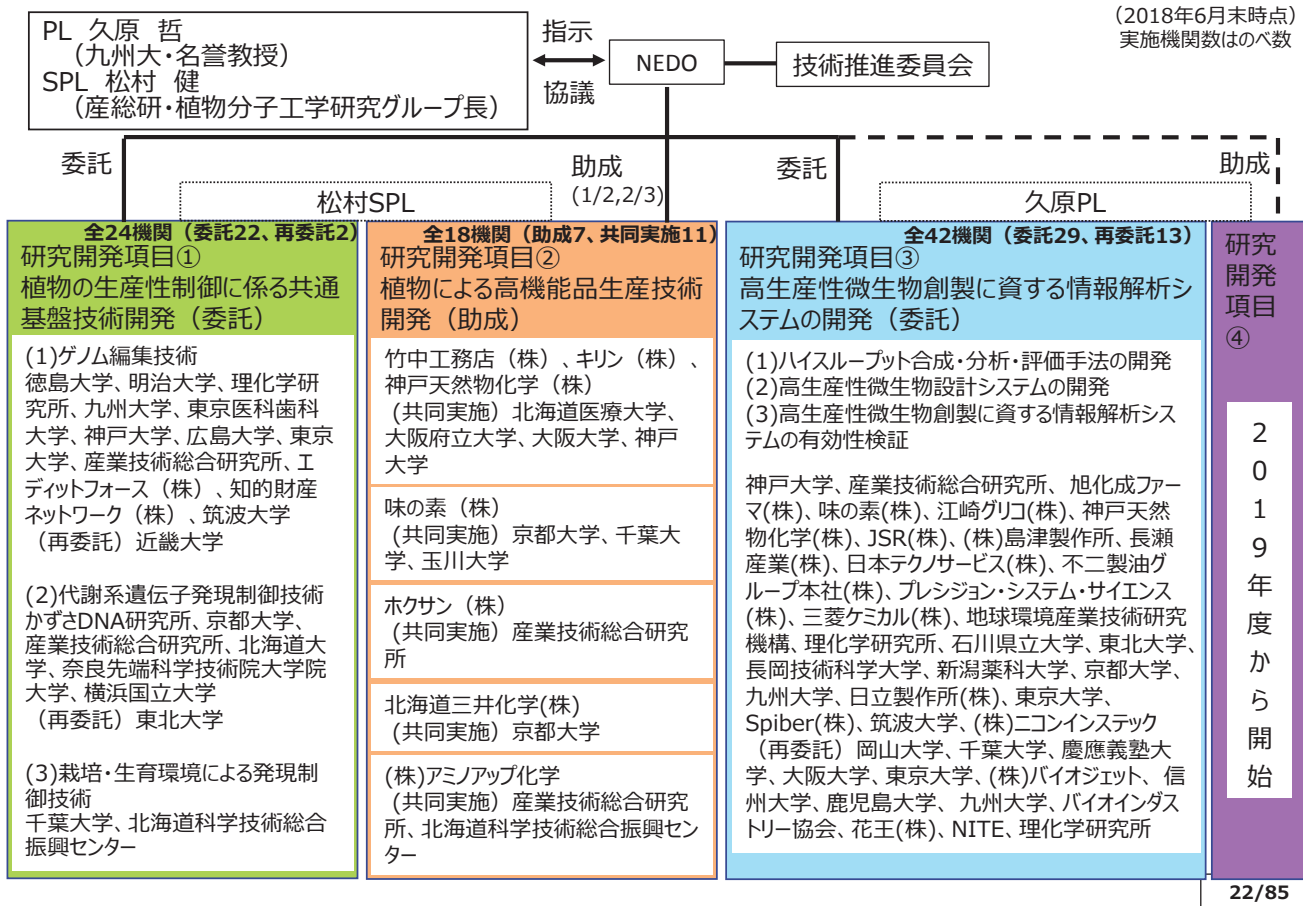 （2018年6月末時点）
実施機関数はのべ数
PL 久原 哲
（九州大・名誉教授）
SPL 松村 健
（産総研・植物分子工学研究グループ長）
指示
協議
NEDO
技術推進委員会
委託
助成
(1/2,2/3)
委託
助成
松村SPL
久原PL
全24機関（委託22、再委託2）
研究開発項目①
植物の生産性制御に係る共通
基盤技術開発（委託）
(1)ゲノム編集技術
徳島大学、明治大学、理化学研
究所、九州大学、東京医科歯科
大学、神戸大学、広島大学、東京
大学、産業技術総合研究所、エ
ディットフォース（株）、知的財産
ネットワーク（株）、筑波大学
（再委託）近畿大学
(2)代謝系遺伝子発現制御技術
かずさDNA研究所、京都大学、
産業技術総合研究所、北海道大
学、奈良先端科学技術院大学院
大学、横浜国立大学
（再委託）東北大学
(3)栽培・生育環境による発現制
御技術
千葉大学、北海道科学技術総合
振興センター
全18機関（助成7、共同実施11）
研究開発項目②
植物による高機能品生産技術
開発（助成）
竹中工務店（株）、キリン（株）、
神戸天然物化学（株）
(共同実施）北海道医療大学、
大阪府立大学、大阪大学、神戸
大学
味の素（株）
(共同実施）京都大学、千葉大
学、玉川大学
ホクサン（株）
(共同実施）産業技術総合研究
所
北海道三井化学(株)
(共同実施）京都大学
(株)アミノアップ化学
(共同実施）産業技術総合研究
所、北海道科学技術総合振興セン
ター
全42機関（委託29、再委託13）
研究開発項目③
高生産性微生物創製に資する情報解析シ
ステムの開発（委託）
(1)ハイスループット合成・分析・評価手法の開発
(2)高生産性微生物設計システムの開発
(3)高生産性微生物創製に資する情報解析シス
テムの有効性検証
神戸大学、産業技術総合研究所、旭化成ファー
マ(株)、味の素(株)、江崎グリコ(株)、神戸天然
物化学(株)、JSR(株)、(株)島津製作所、長瀬
産業(株)、日本テクノサービス(株)、不二製油グ
ループ本社(株)、プレシジョン・システム・サイエンス
(株)、三菱ケミカル(株)、地球環境産業技術研究
機構、理化学研究所、石川県立大学、東北大学、
長岡技術科学大学、新潟薬科大学、京都大学、
九州大学、日立製作所(株)、東京大学、
Spiber(株)、筑波大学、(株)ニコンインステック
（再委託）岡山大学、千葉大学、慶應義塾大
学、大阪大学、東京大学、(株)バイオジェット、信
州大学、鹿児島大学、九州大学、バイオインダス
トリー協会、花王(株)、NITE、理化学研究所
研究
開発
項目
④
2019年度から開始
22/85